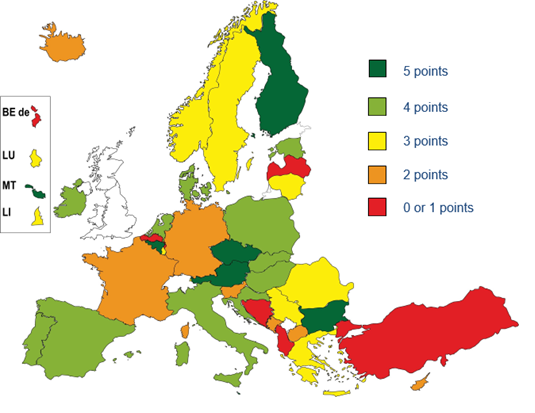 5 points
4 points
3 points
2 points
0 or 1 points
BE de
LU
MT
LI